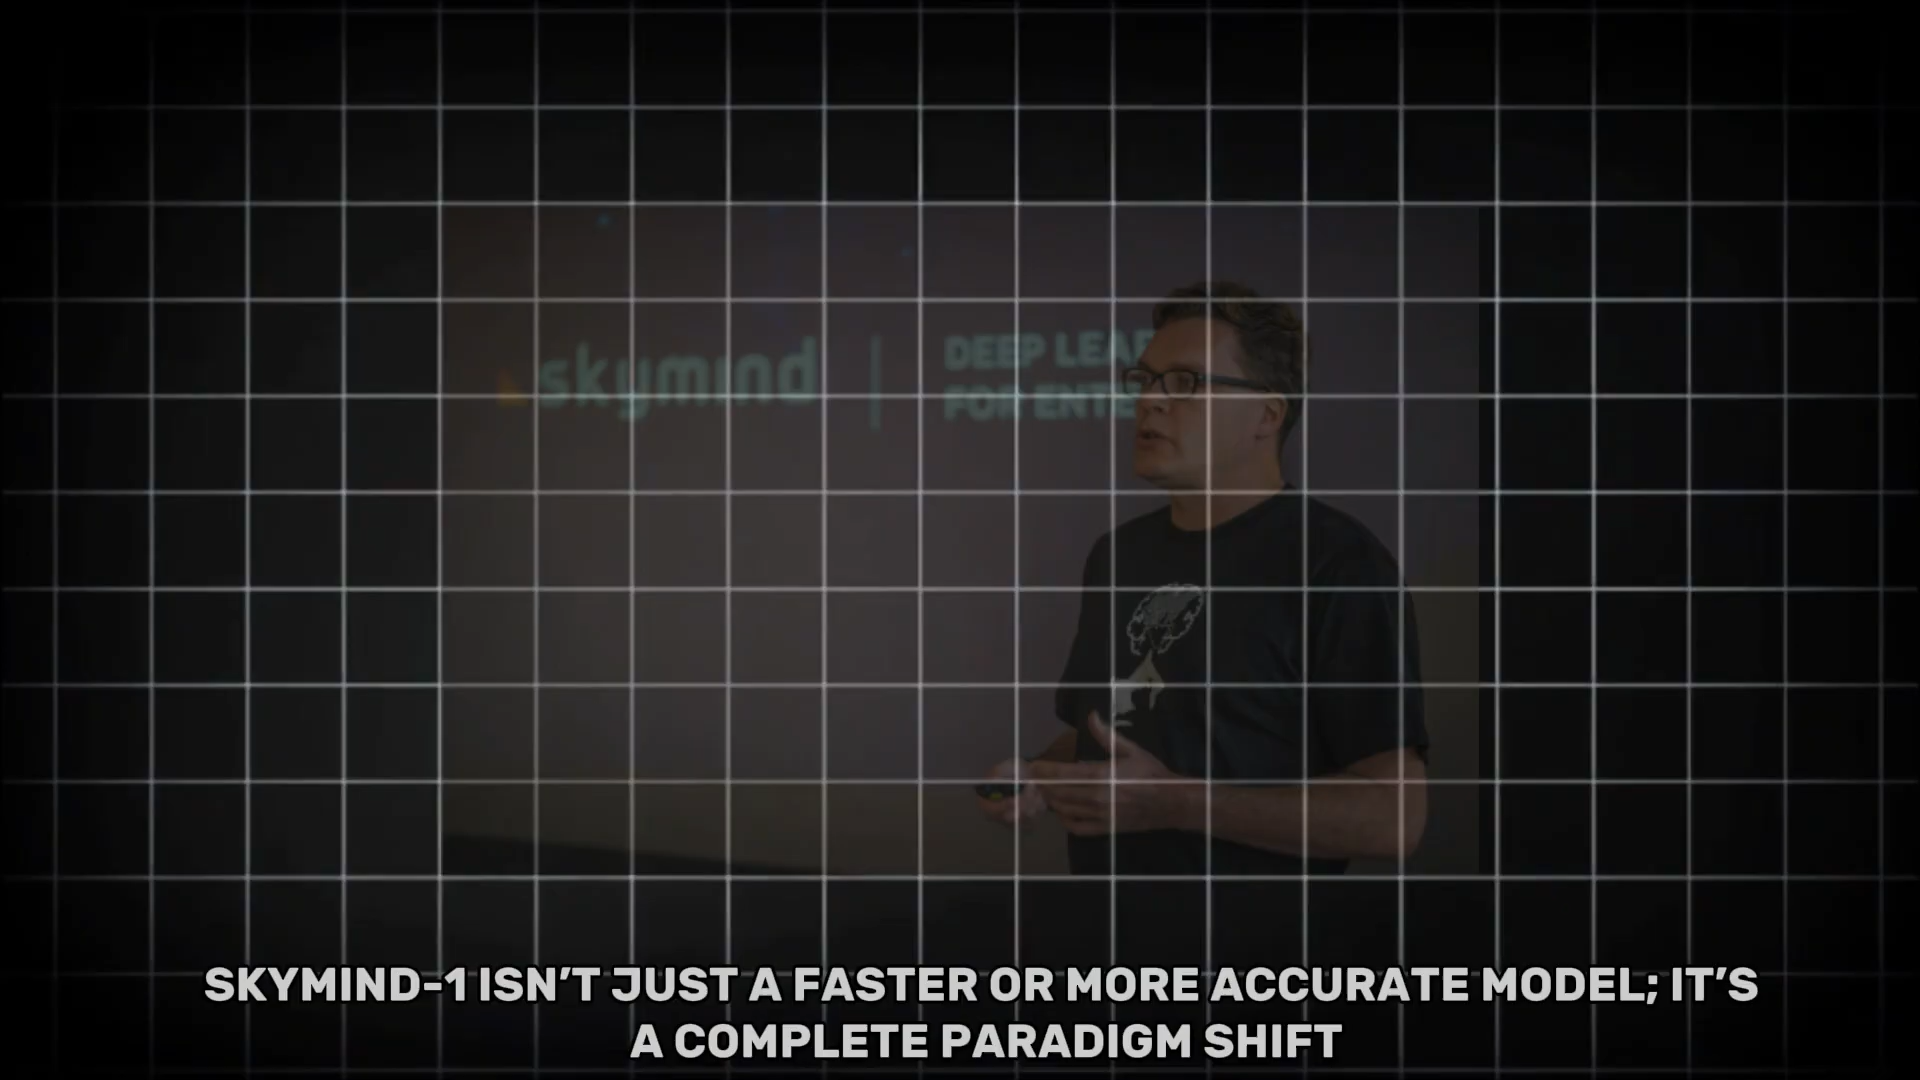 skymind
DEEP LEAR
FOR ENTE
SKYMIND-1 ISN'T JUST A FASTER OR MORE ACCURATE MODEL; IT'S
A COMPLETE PARADIGM SHIFT